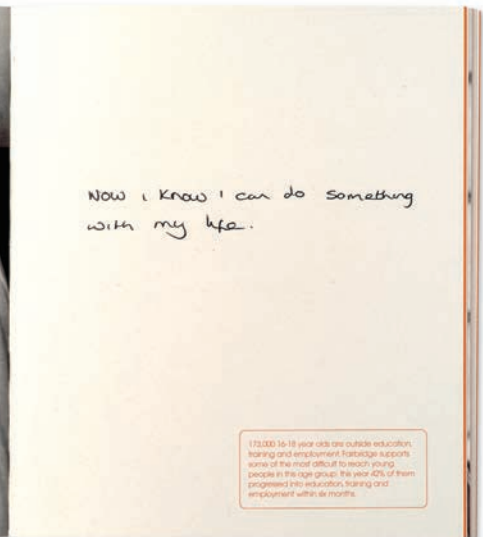 Now i know i can do something
with my life.
173,000 16-18 year olds are outside education,
training and employment. Fairbridge supports
some of the most difficult to reach young
people in this age group: this year 42% of them
progressed into education, training and
employment within six months.